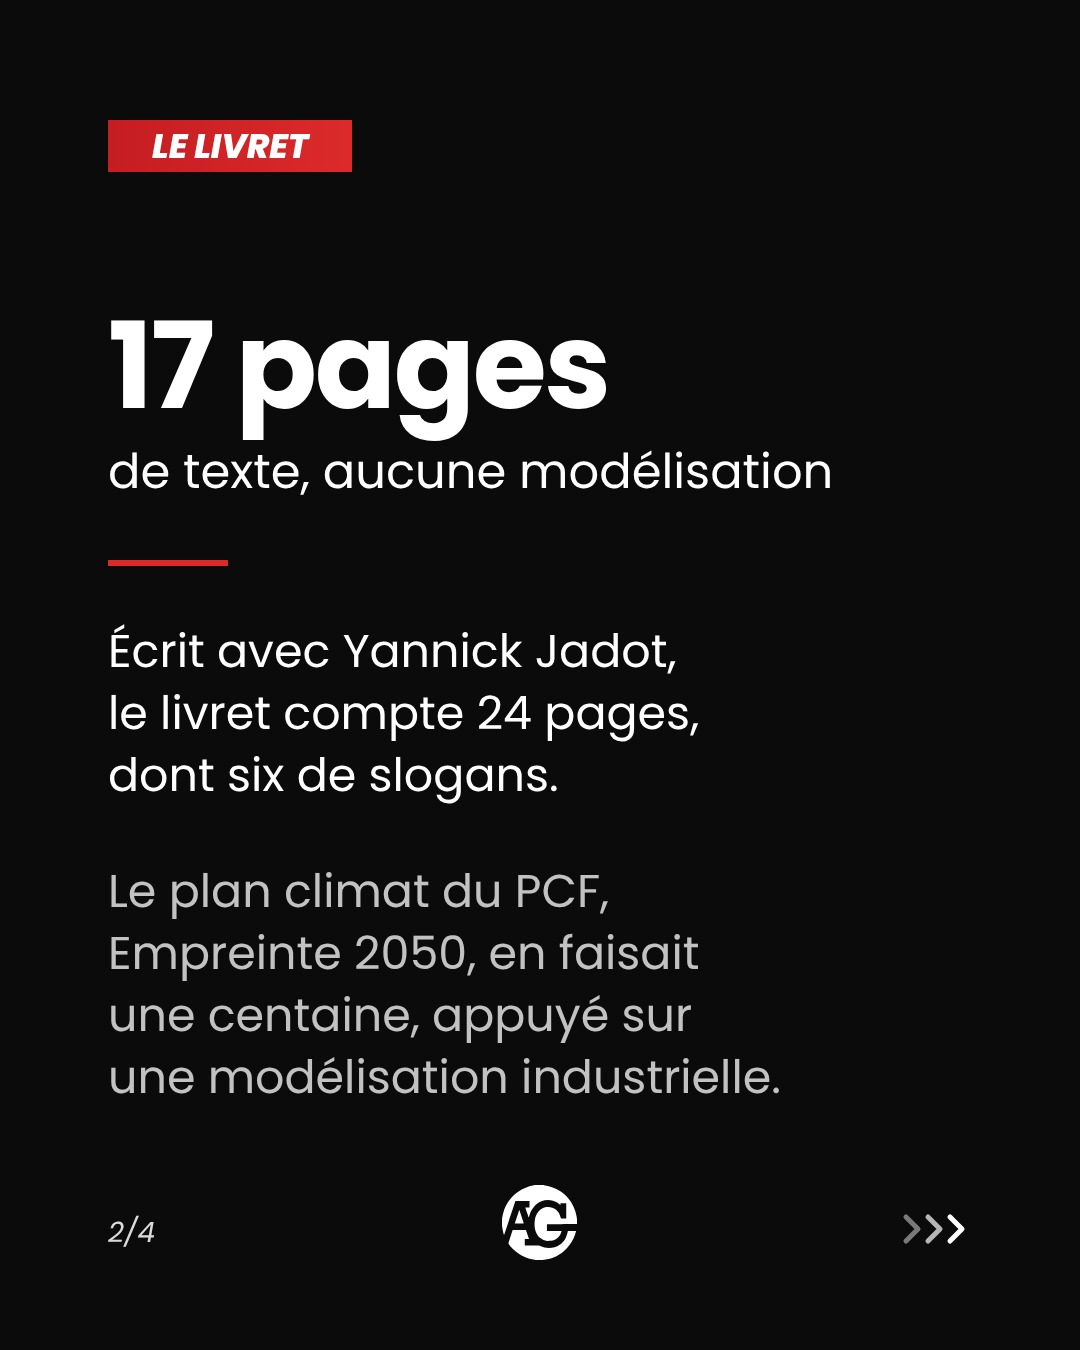 LE LIVRET
17 pages
de texte, aucune modélisation
Écrit avec Yannick Jadot,
le livret compte 24 pages,
dont six de slogans.
Le plan climat du PCF,
Empreinte 2050, en faisait
une centaine, appuyé sur
une modélisation industrielle.
2/4
AG